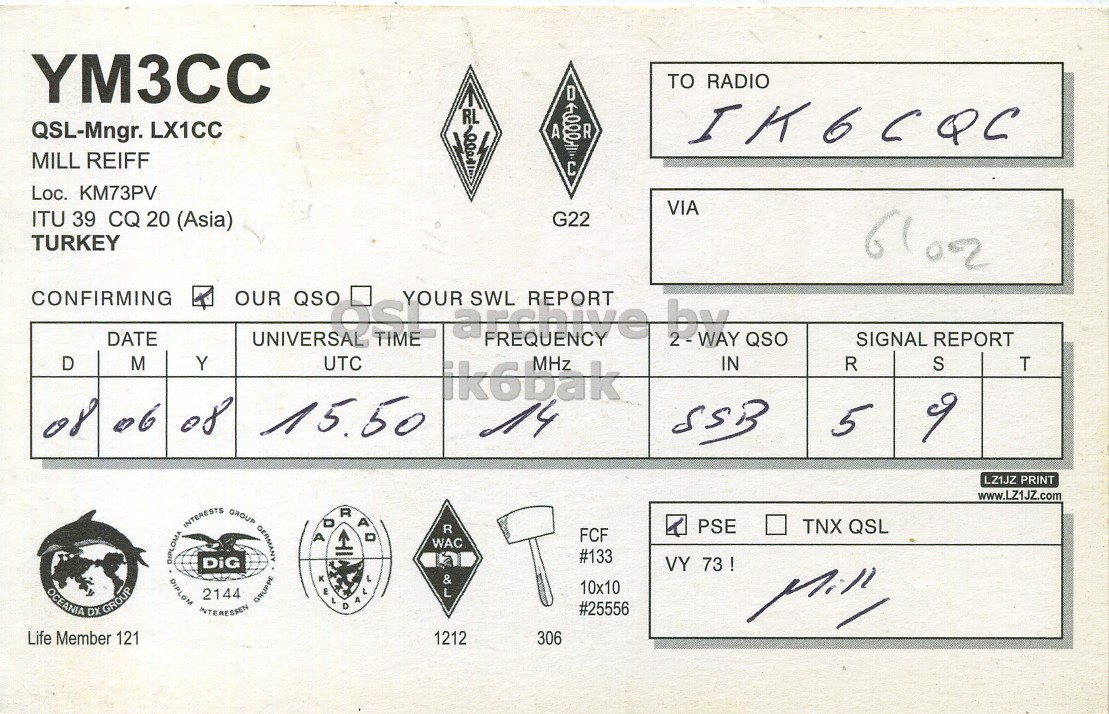 YM3CC
QSL-Mngr. LX1CC
MILL REIFF
Loc. KM73PV
ITU 39 CQ 20 (Asia)
TURKEY
RL
DARC
G22
TO RADIO
IK6CQC
VIA
CONFIRMING OUR QSO YOUR SWL REPORT
QSL archive by
ik6bak
DATE UNIVERSAL TIME FREQUENCY 2 - WAY QSO SIGNAL REPORT
D M Y UTC MHz IN R S T
08 06 08 15.50 14 SSB 5 9
LZ1JZ PRINT
www.LZ1JZ.com
OCEANIA DX GROUP
Life Member 121
DIPLOMA INTERESTS GROUP GERMANY
DIG
2144
DIPLOM INTERESSEN GRUPPE
ADRAD
KELDALL
R
WAC
&
L
1212
306
FCF
#133
10x10
#25556
PSE TNX QSL
VY 73 !
Mill